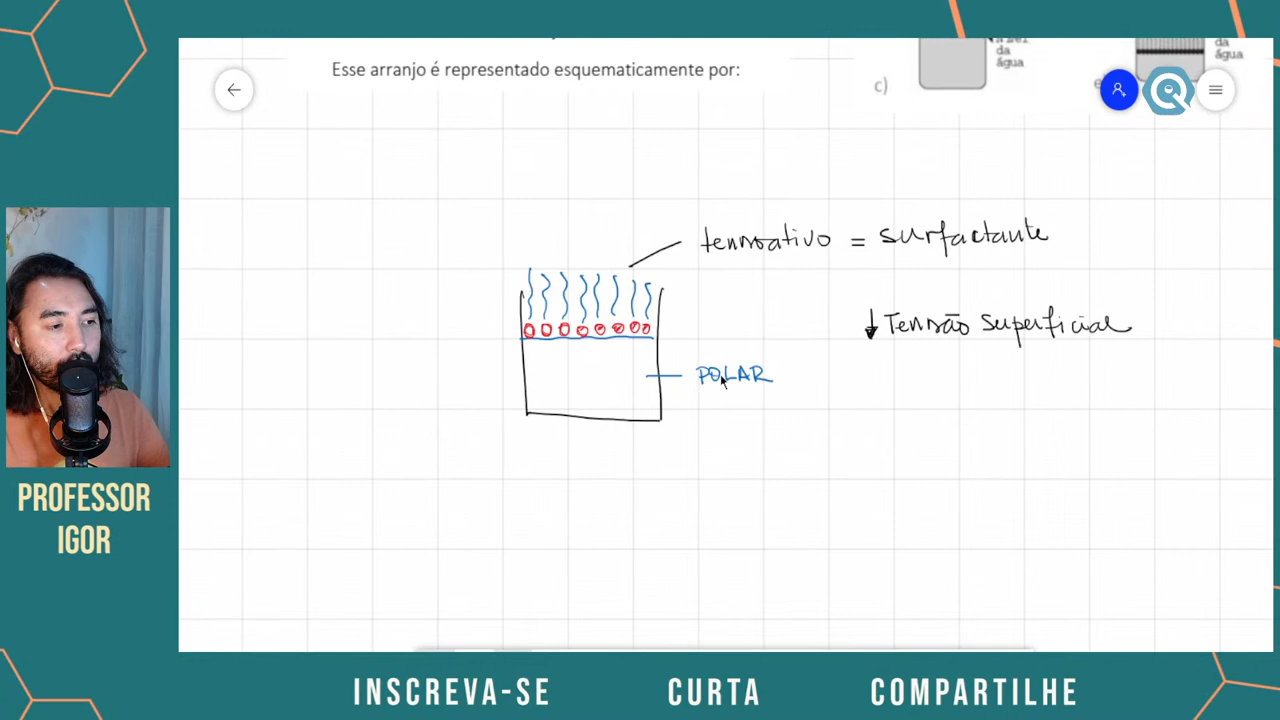 Esse arranjo é representado esquematicamente por:
c)
da
água
da
água
tensoativo = surfactante
↓ Tensão superficial
POLAR
PROFESSOR
IGOR
INSCREVA-SE
CURTA
COMPARTILHE